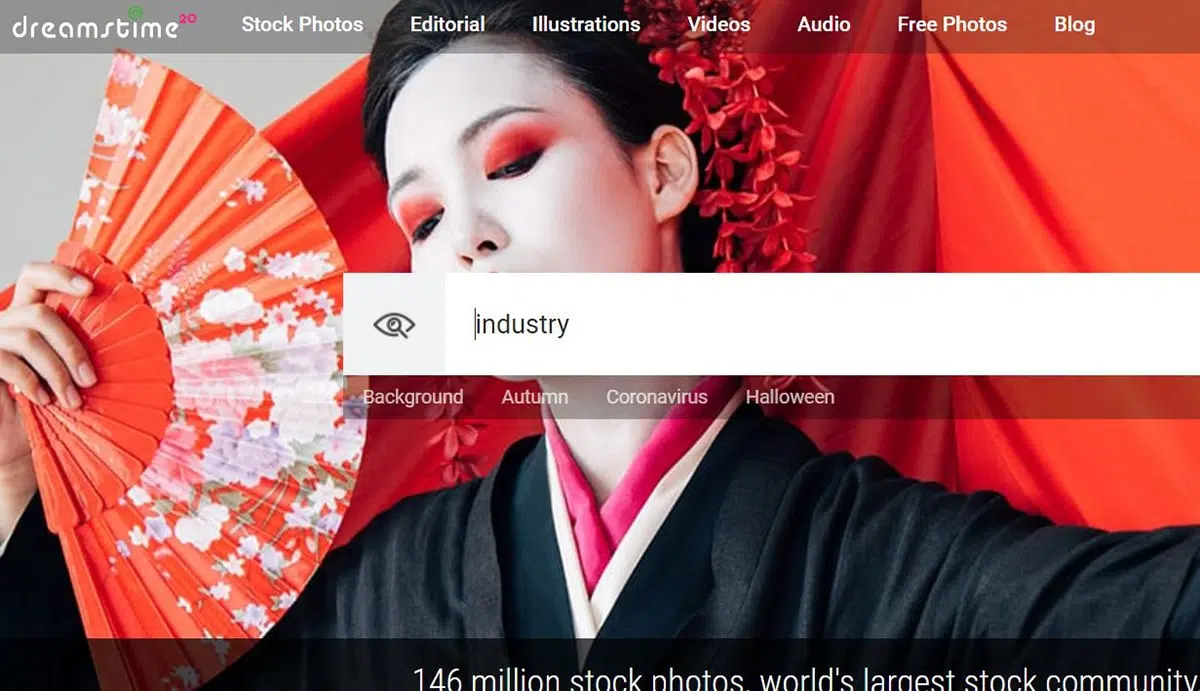 dreamstime 20 Stock Photos Editorial Illustrations Videos Audio Free Photos Blog
industry
Background Autumn Coronavirus Halloween
146 million stock photos, world's largest stock community